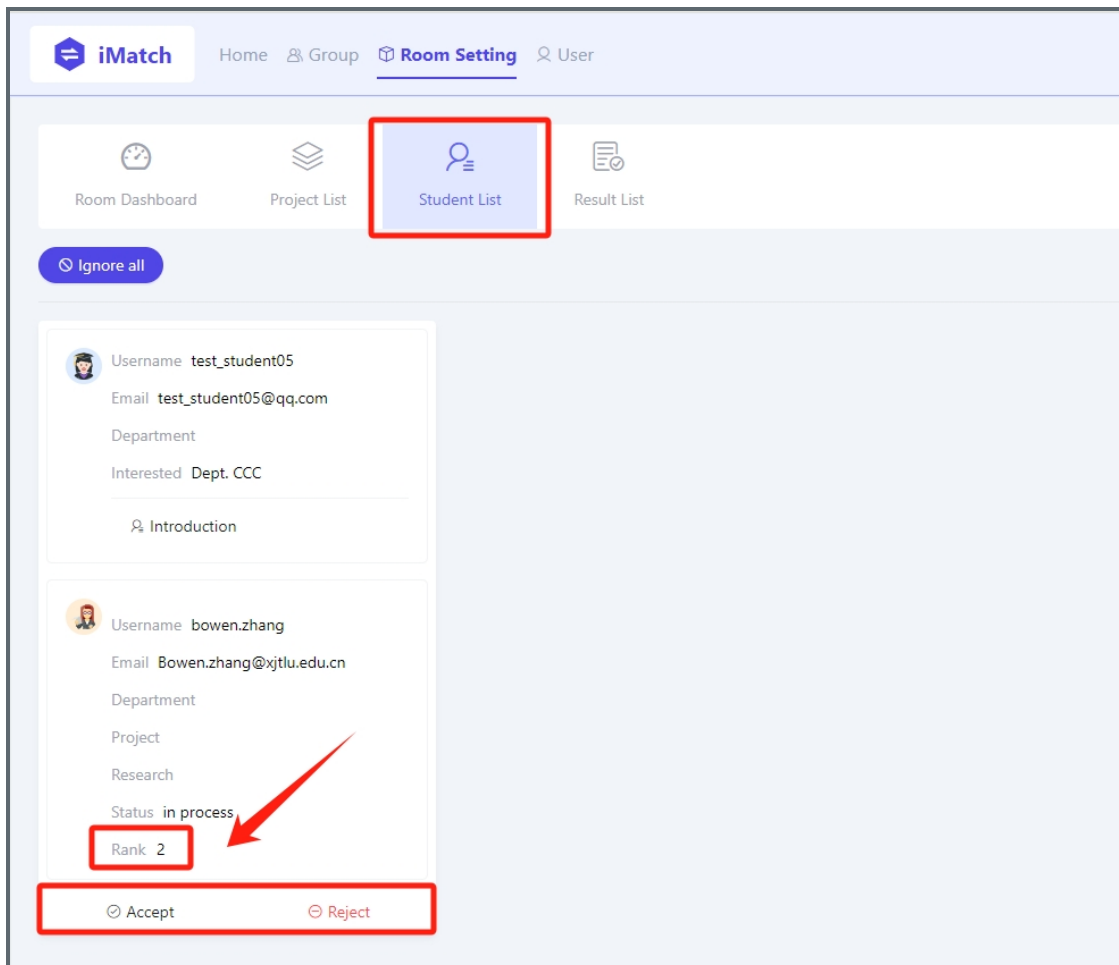 iMatch Home Group Room Setting User
Room Dashboard Project List Student List Result List
Ignore all
Username test_student05
Email test_student05@qq.com
Department
Interested Dept. CCC
Introduction
Username bowen.zhang
Email Bowen.zhang@xjtlu.edu.cn
Department
Project
Research
Status in process
Rank 2
Accept Reject